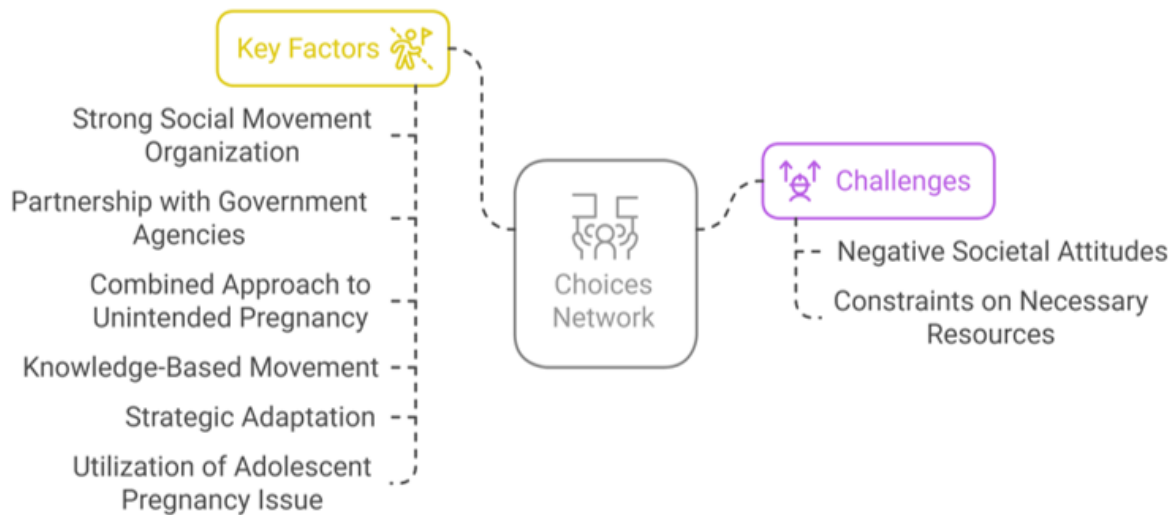 Key Factors
Strong Social Movement
Organization
Partnership with Government
Agencies
Combined Approach to
Unintended Pregnancy
Knowledge-Based Movement
Strategic Adaptation
Utilization of Adolescent
Pregnancy Issue
Choices
Network
Challenges
Negative Societal Attitudes
Constraints on Necessary
Resources